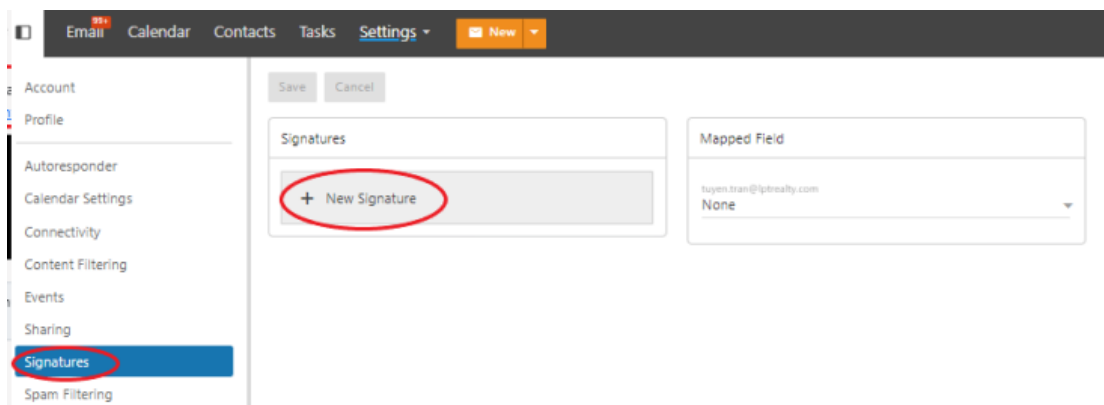 99+
Email Calendar Contacts Tasks Settings New
Account
Profile
Autoresponder
Calendar Settings
Connectivity
Content Filtering
Events
Sharing
Signatures
Spam Filtering
Save Cancel
Signatures
+ New Signature
Mapped Field
tuyen.tran@lptrealty.com
None